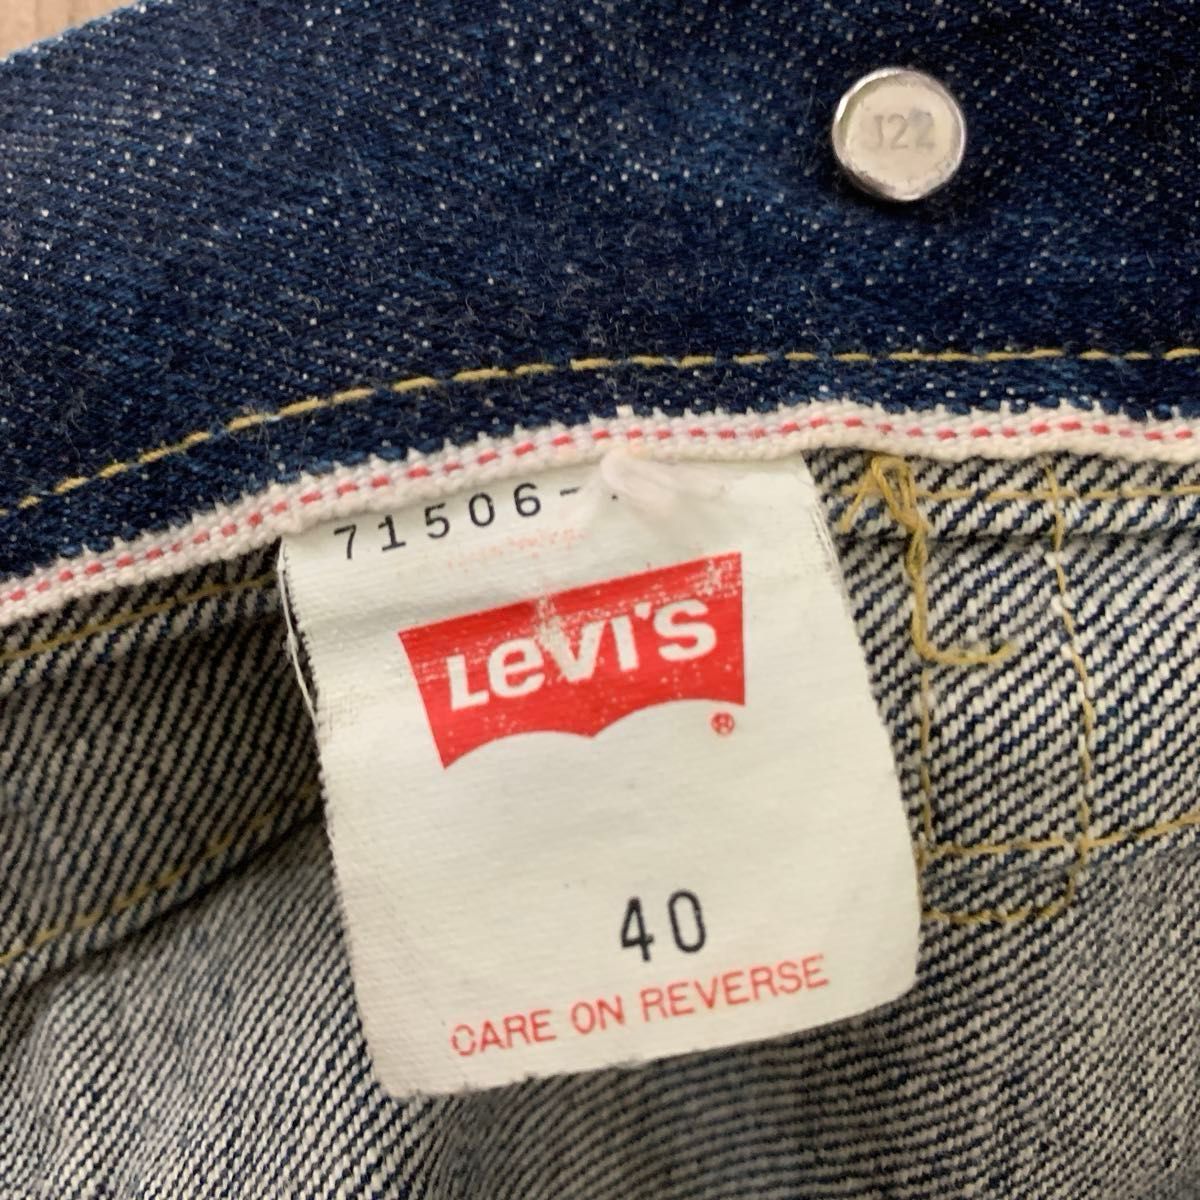 J22
71506-
Levi's
®
40
CARE ON REVERSE